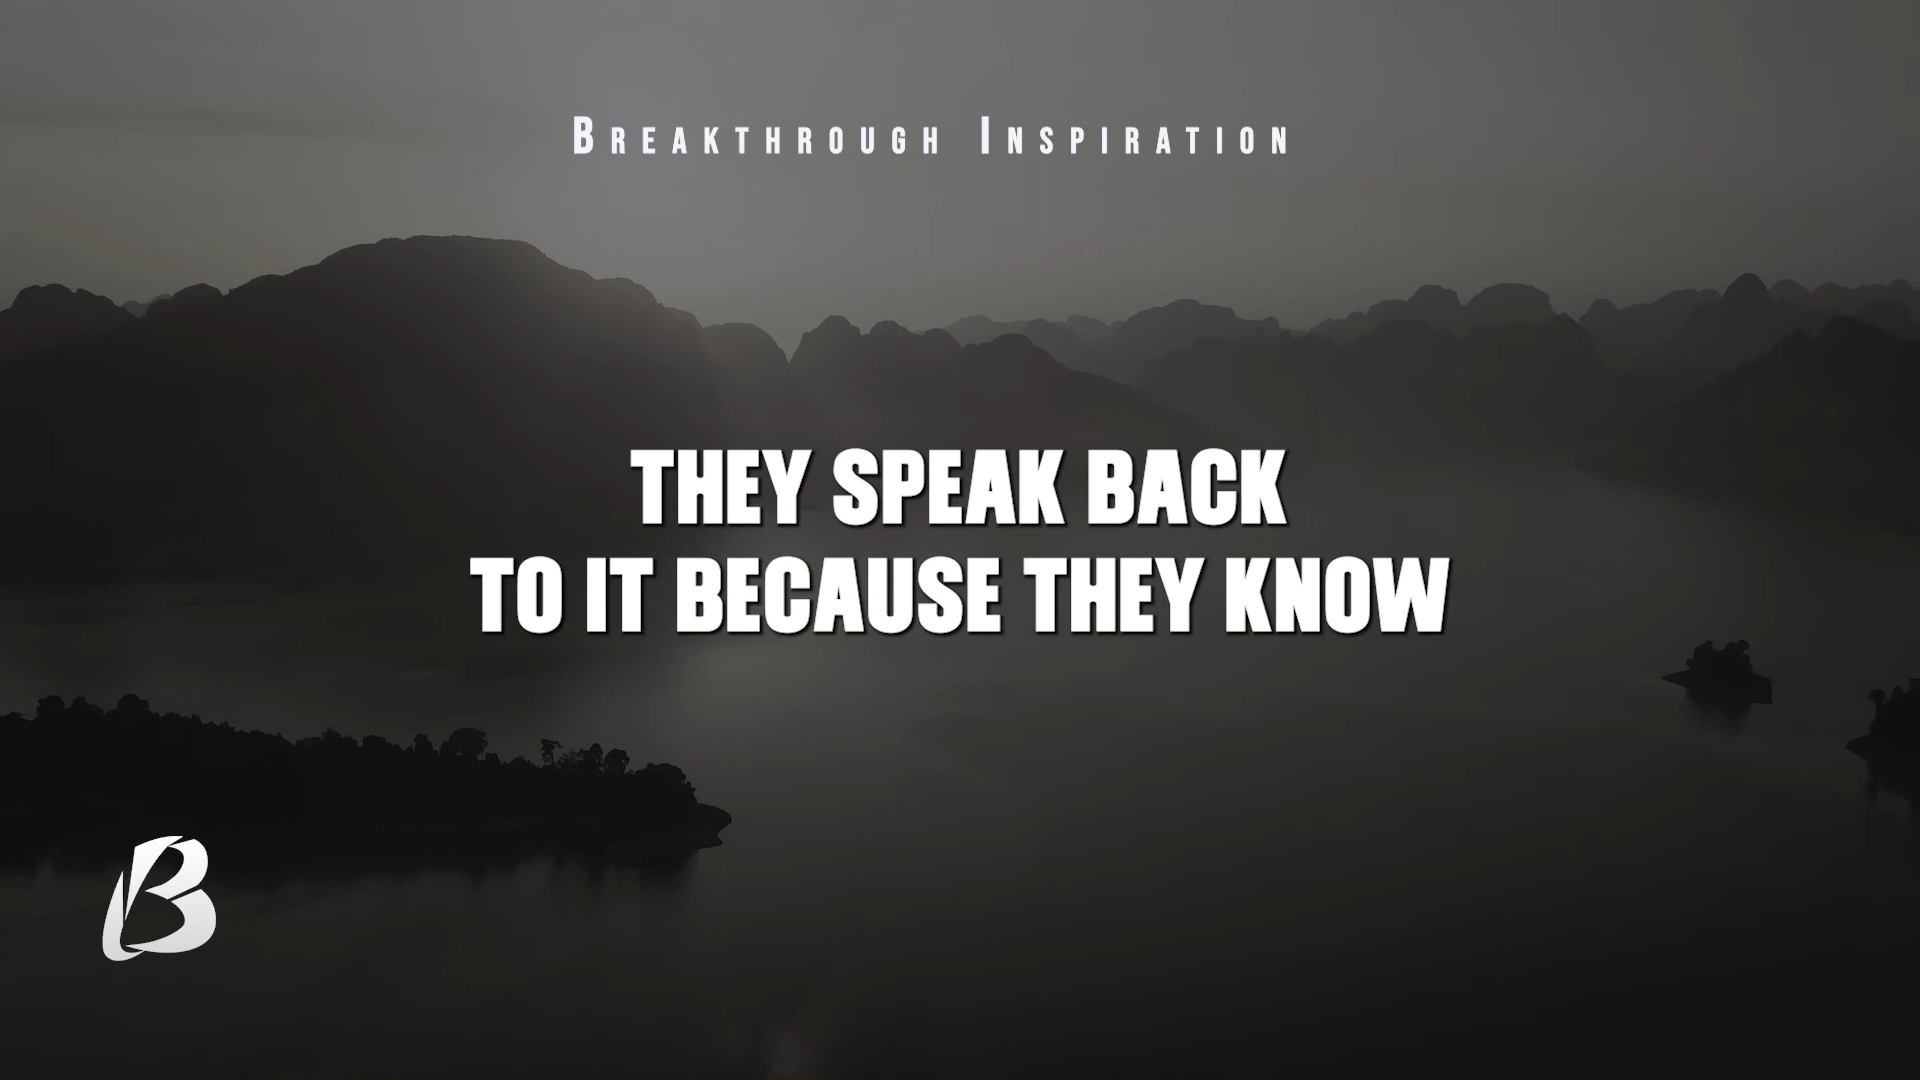 Breakthrough Inspiration
THEY SPEAK BACK
TO IT BECAUSE THEY KNOW
B